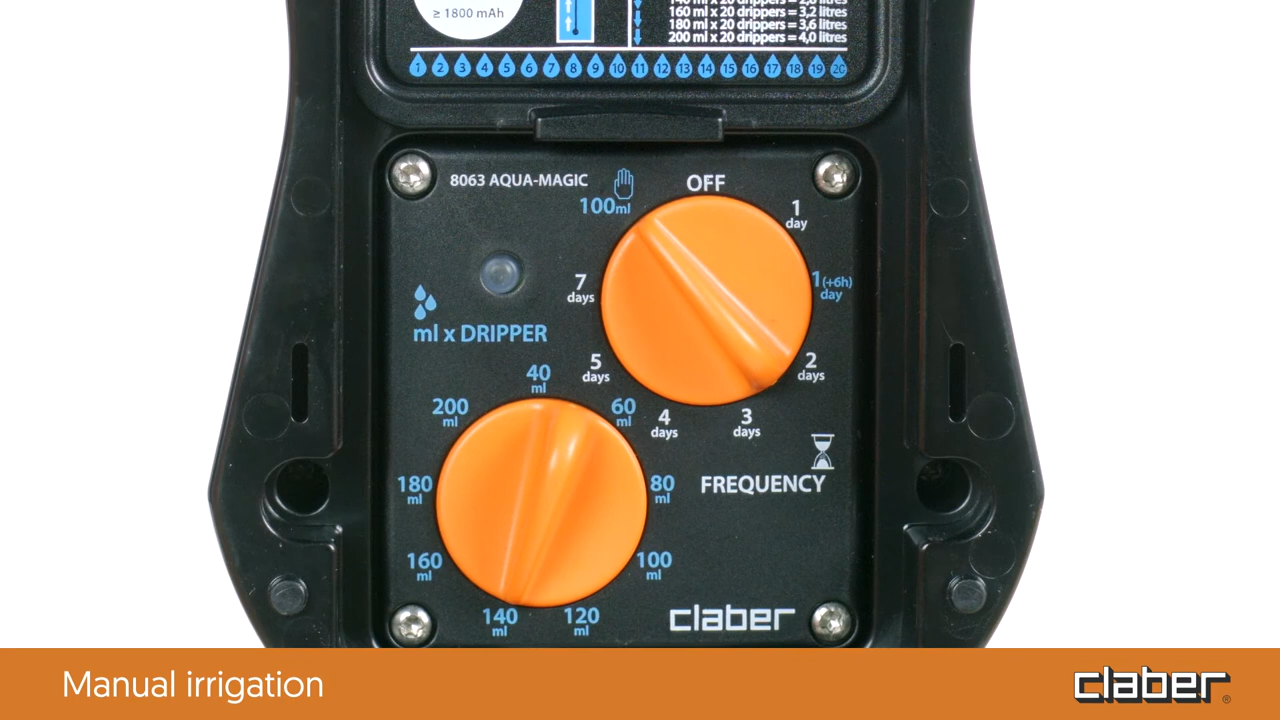 ≥ 1800 mAh
160 ml x 20 drippers = 3,2 litres
180 ml x 20 drippers = 3,6 litres
200 ml x 20 drippers = 4,0 litres
1 2 3 4 5 6 7 8 9 10 11 12 13 14 15 16 17 18 19 20
8063 AQUA-MAGIC
100ml
OFF
1
day
1(+6h)
day
2
days
3
days
4
days
5
days
7
days
ml x DRIPPER
40
ml
60
ml
80
ml
100
ml
120
ml
140
ml
160
ml
180
ml
200
ml
FREQUENCY
claber
Manual irrigation
claber®